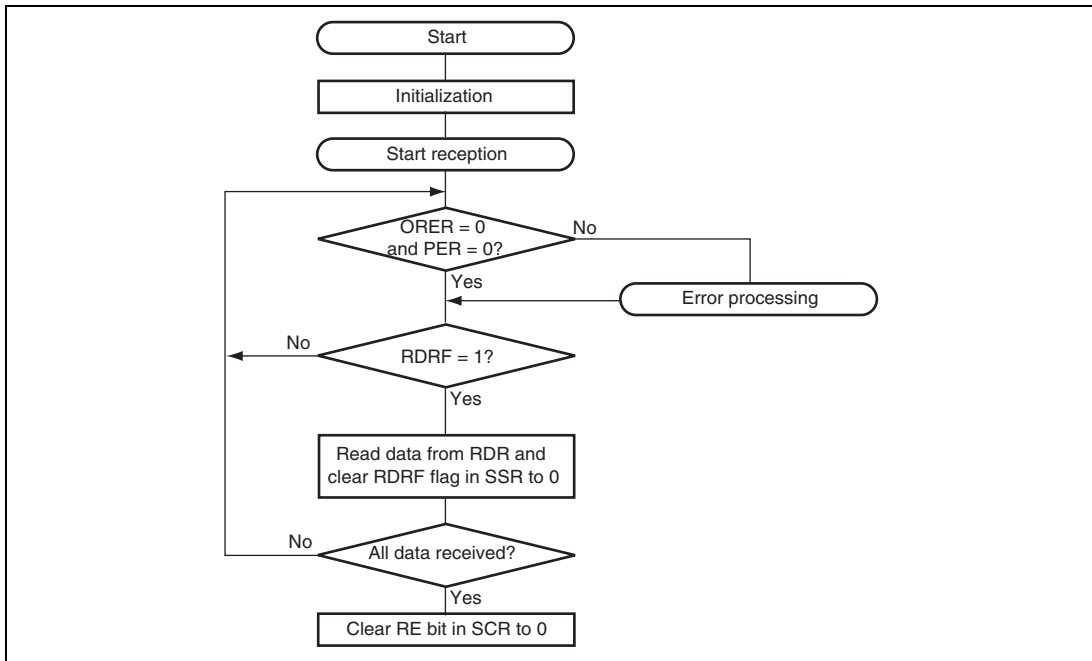 Start
Initialization
Start reception
ORER = 0
and PER = 0?
No
Yes
Error processing
No
RDRF = 1?
Yes
Read data from RDR and
clear RDRF flag in SSR to 0
No
All data received?
Yes
Clear RE bit in SCR to 0